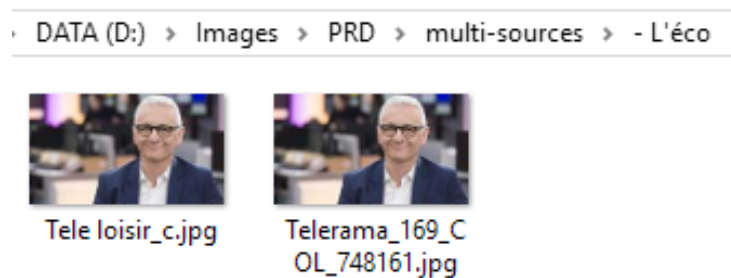 DATA (D:) > Images > PRD > multi-sources > - L'éco
Tele loisir_c.jpg
Telerama_169_C
OL_748161.jpg